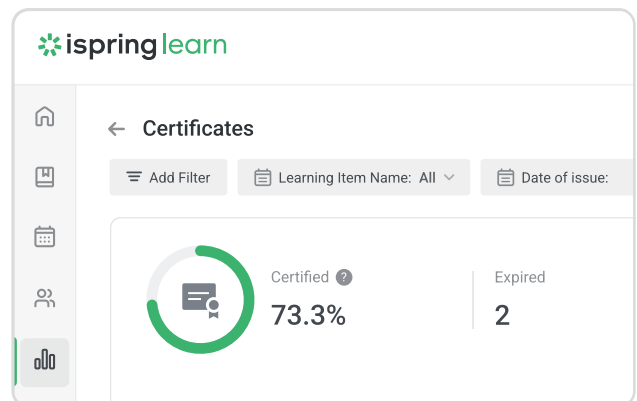 ispring learn
Certificates
Add Filter
Learning Item Name: All
Date of issue:
Certified ?
73.3%
Expired
2